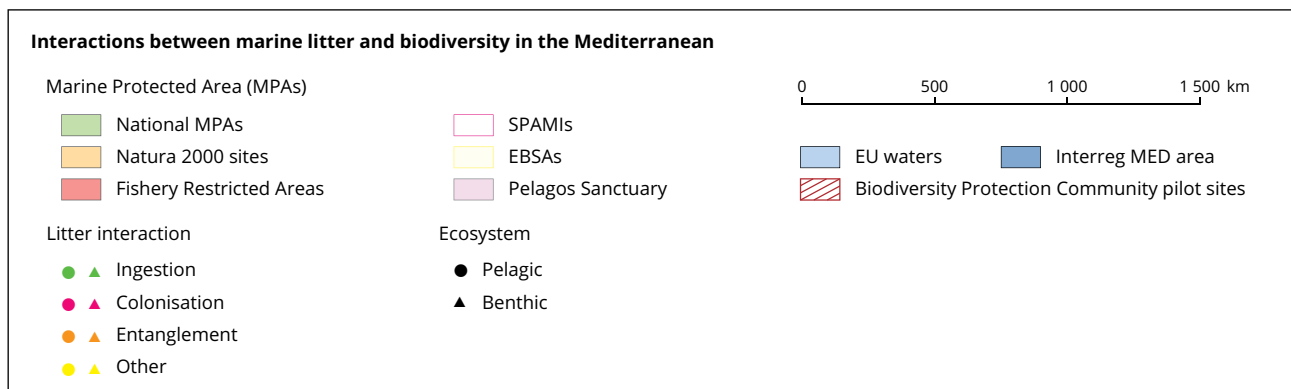 Interactions between marine litter and biodiversity in the Mediterranean
Marine Protected Area (MPAs)
0 500 1 000 1 500 km
National MPAs
SPAMIs
Natura 2000 sites
EBSAs
EU waters
Interreg MED area
Fishery Restricted Areas
Pelagos Sanctuary
Biodiversity Protection Community pilot sites
Litter interaction
Ecosystem
Ingestion
Pelagic
Colonisation
Benthic
Entanglement
Other